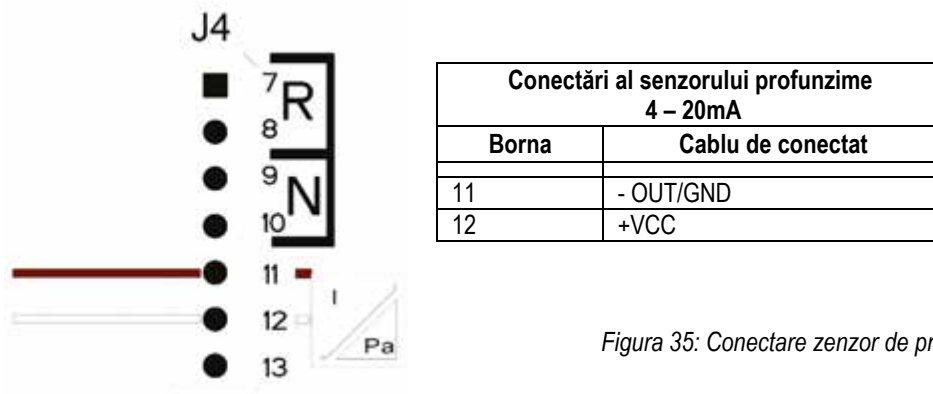 J4
7
R
8
9
N
10
11
12
13
I
Pa
Conectări al senzorului profunzime
4 – 20mA
Borna Cablu de conectat
11 - OUT/GND
12 +VCC
Figura 35: Conectare zenzor de pr